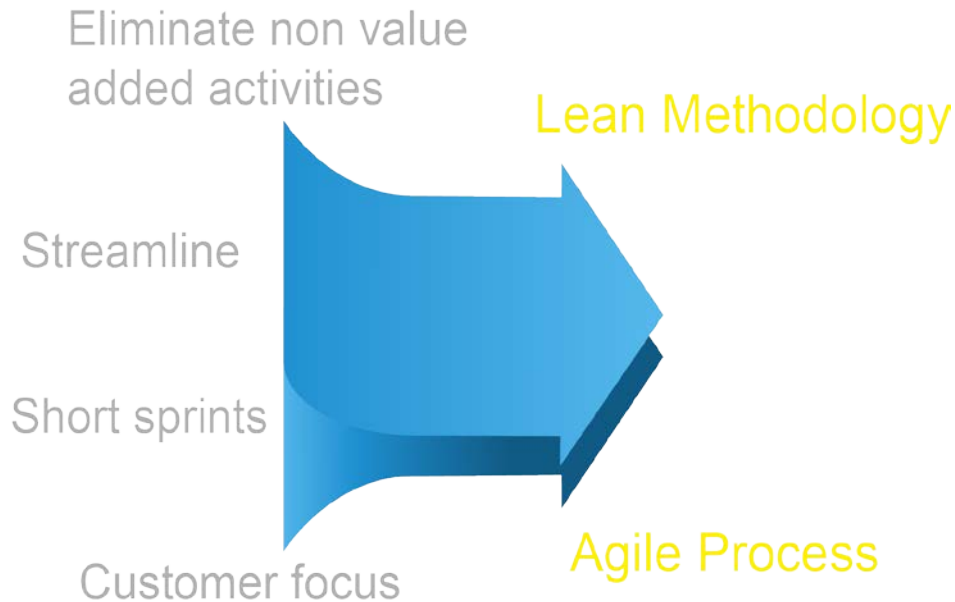 Eliminate non value
added activities
Lean Methodology
Streamline
Short sprints
Agile Process
Customer focus